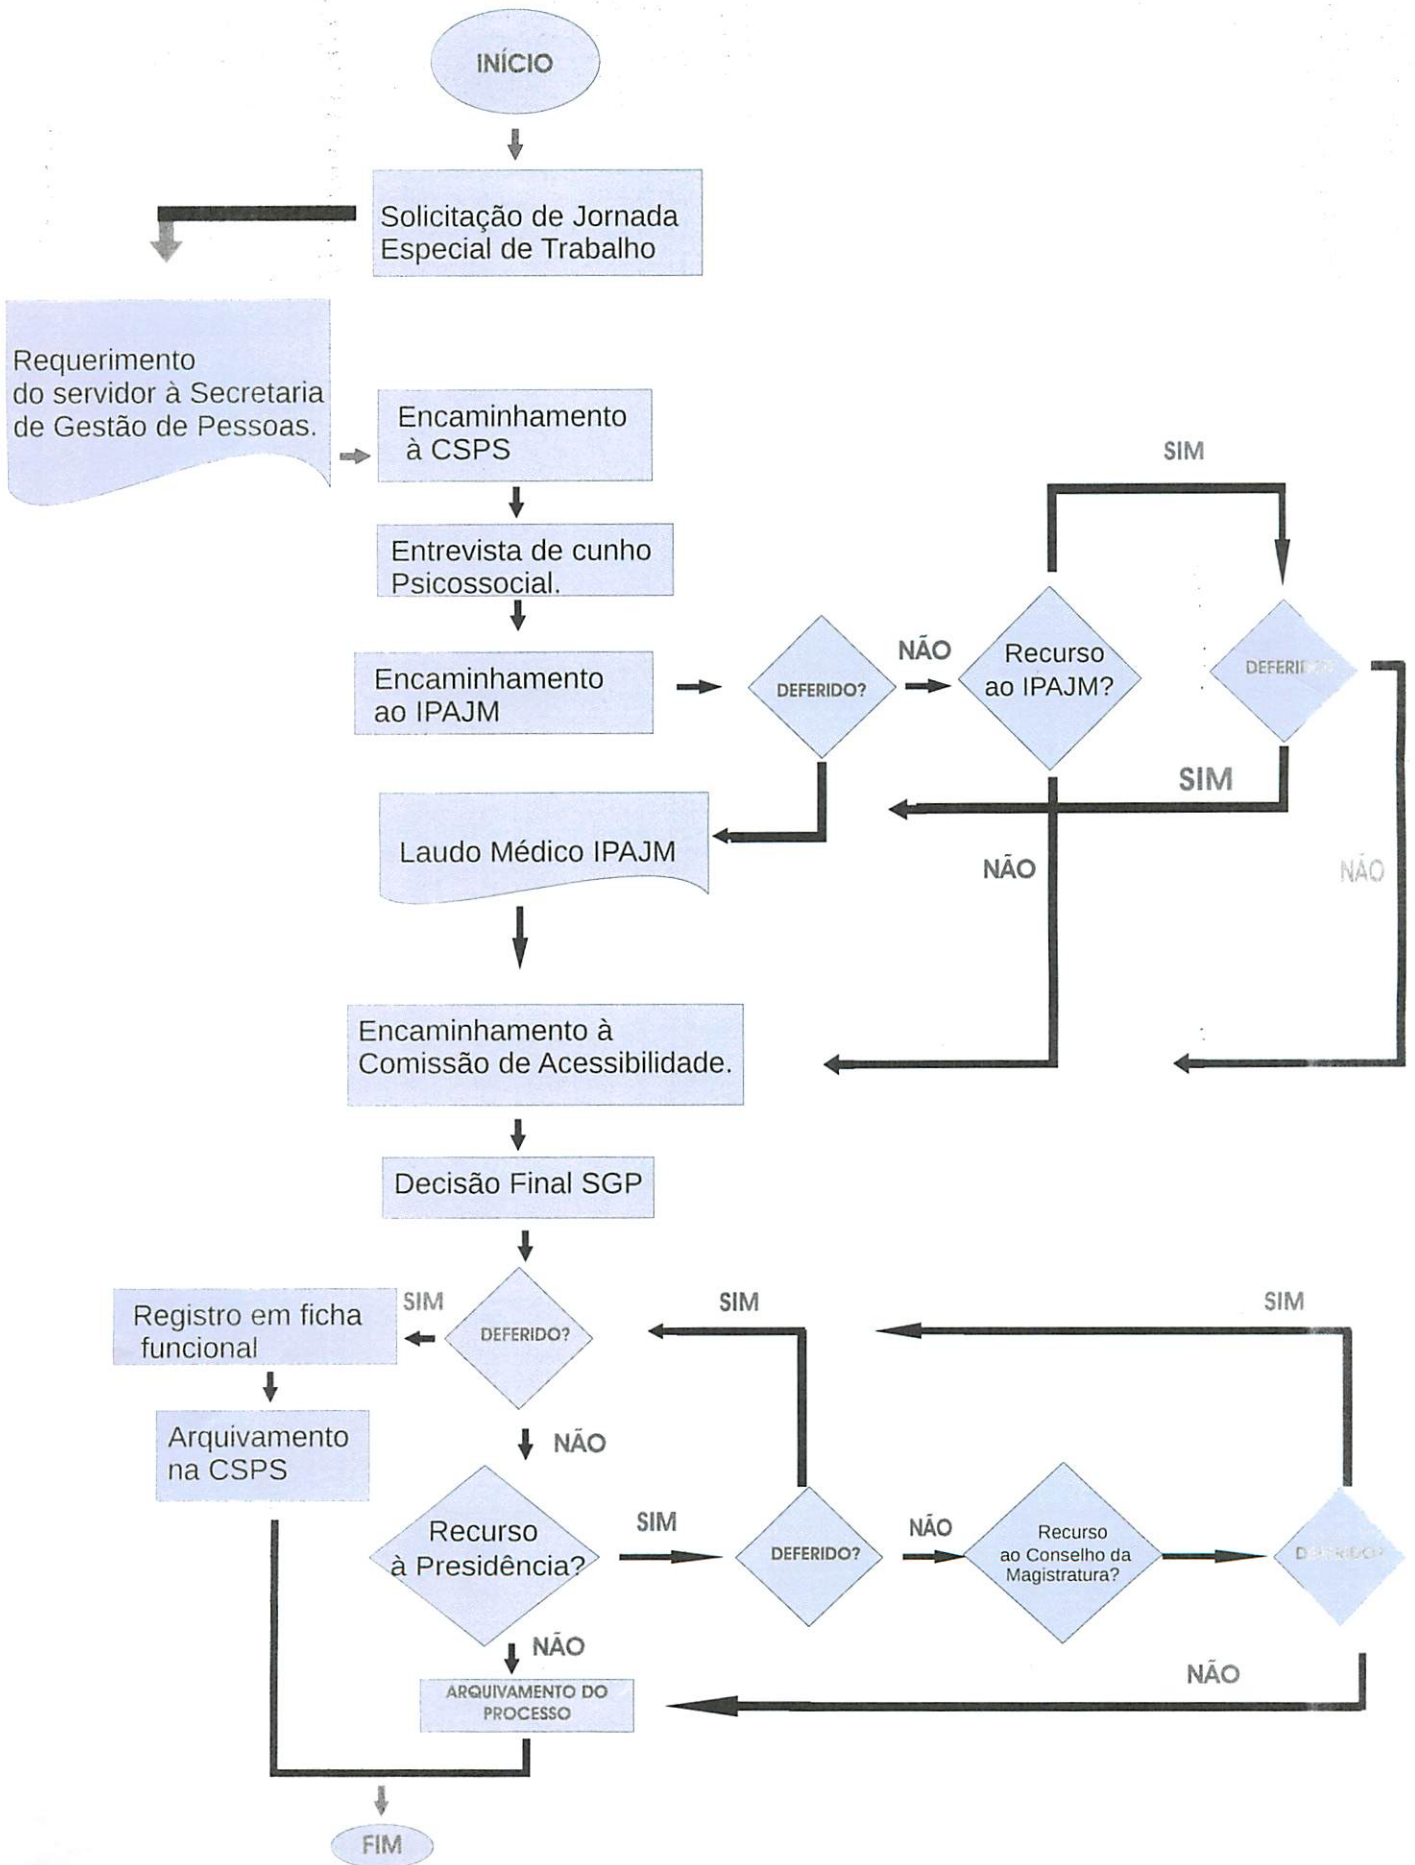 INÍCIO
Solicitação de Jornada
Especial de Trabalho
Requerimento
do servidor à Secretaria
de Gestão de Pessoas.
Encaminhamento
à CSPS
Entrevista de cunho
Psicossocial.
Encaminhamento
ao IPAJM
DEFERIDO?
NÃO
Recurso
ao IPAJM?
SIM
SIM
NÃO
NÃO
Laudo Médico IPAJM
Encaminhamento à
Comissão de Acessibilidade.
Decisão Final SGP
DEFERIDO?
SIM
Registro em ficha
funcional
Arquivamento
na CSPS
NÃO
Recurso
à Presidência?
SIM
DEFERIDO?
SIM
NÃO
Recurso
ao Conselho da
Magistratura?
SIM
NÃO
NÃO
ARQUIVAMENTO DO
PROCESSO
FIM